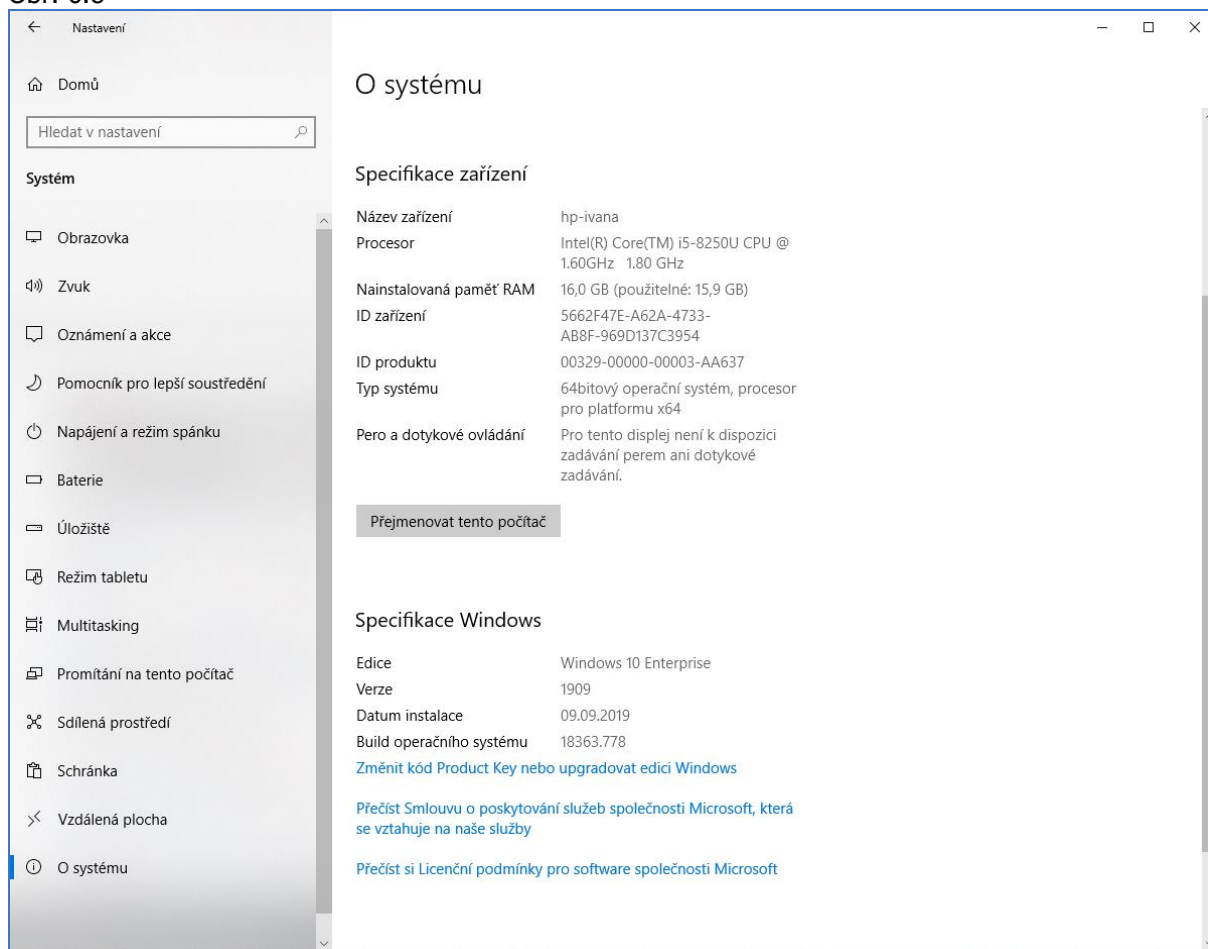 Nastavení
Domů
Hledat v nastavení
Systém
Obrazovka
Zvuk
Oznámení a akce
Pomocník pro lepší soustředění
Napájení a režim spánku
Baterie
Úložiště
Režim tabletu
Multitasking
Promítání na tento počítač
Sdílená prostředí
Schránka
Vzdálená plocha
O systému
O systému
Specifikace zařízení
Název zařízení hp-ivana
Procesor Intel(R) Core(TM) i5-8250U CPU @
1.60GHz 1.80 GHz
Nainstalovaná paměť RAM 16,0 GB (použitelné: 15,9 GB)
ID zařízení 5662F47E-A62A-4733-
AB8F-969D137C3954
ID produktu 00329-00000-00003-AA637
Typ systému 64bitový operační systém, procesor
pro platformu x64
Pero a dotykové ovládání Pro tento displej není k dispozici
zadávání perem ani dotykové
zadávání.
Přejmenovat tento počítač
Specifikace Windows
Edice Windows 10 Enterprise
Verze 1909
Datum instalace 09.09.2019
Build operačního systému 18363.778
Změnit kód Product Key nebo upgradovat edici Windows
Přečíst Smlouvu o poskytování služeb společnosti Microsoft, která
se vztahuje na naše služby
Přečíst si Licenční podmínky pro software společnosti Microsoft